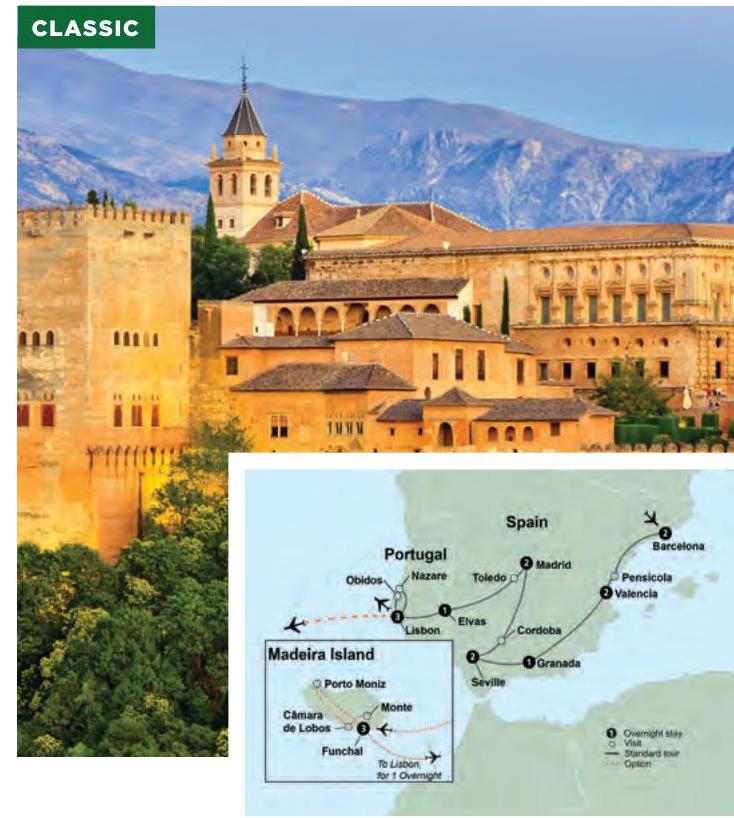 CLASSIC
Spain
Barcelona
2
Portugal
2 Madrid
Toledo
Pensicola
2 Valencia
Obidos
Nazare
1
Elvas
3
Lisbon
Cordoba
2
Seville
1 Granada
Madeira Island
Porto Moniz
Monte
Câmara
de Lobos
3
Funchal
To Lisbon,
for 1 Overnight
1 Overnight stay
Visit
Standard tour
Option